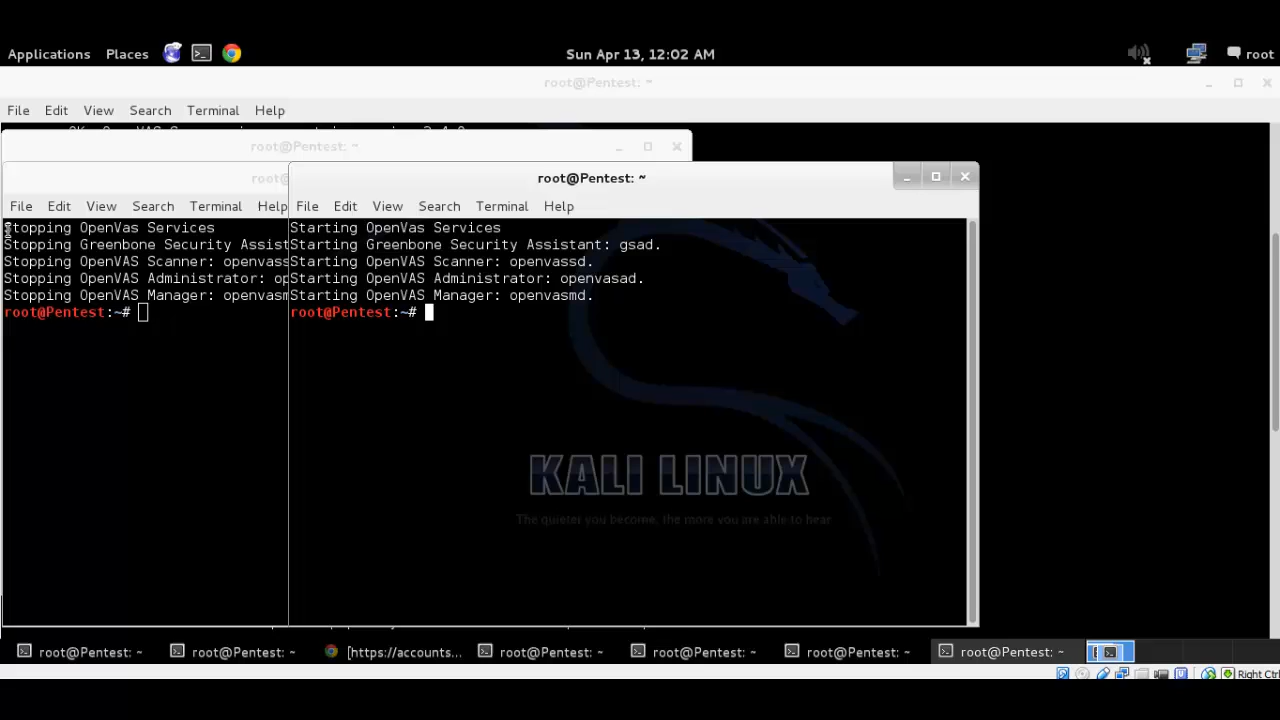 Applications Places Sun Apr 13, 12:02 AM root
root@Pentest: ~
File Edit View Search Terminal Help
root@Pentest: ~
root@Pentest: ~
File Edit View Search Terminal Help
Stopping OpenVas Services
Stopping Greenbone Security Assist
Stopping OpenVAS Scanner: openvass
Stopping OpenVAS Administrator: op
Stopping OpenVAS Manager: openvasm
root@Pentest:~#
File Edit View Search Terminal Help
Starting OpenVas Services
Starting Greenbone Security Assistant: gsad.
Starting OpenVAS Scanner: openvassd.
Starting OpenVAS Administrator: openvasad.
Starting OpenVAS Manager: openvasmd.
root@Pentest:~#
KALI LINUX
The quieter you become, the more you are able to hear
root@Pentest: ~ root@Pentest: ~ [https://accounts... root@Pentest: ~ root@Pentest: ~ root@Pentest: ~ root@Pentest: ~
Right Ctrl